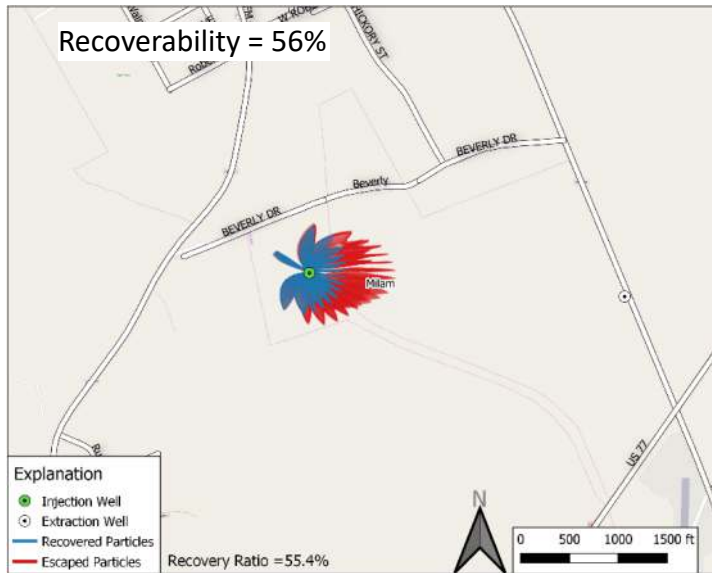 Recoverability = 56%
HICKORY ST
BEVERLY DR
Beverly
BEVERLY DR
Milam
US 77
Explanation
Injection Well
Extraction Well
Recovered Particles
Escaped Particles
Recovery Ratio =55.4%
N
0 500 1000 1500 ft